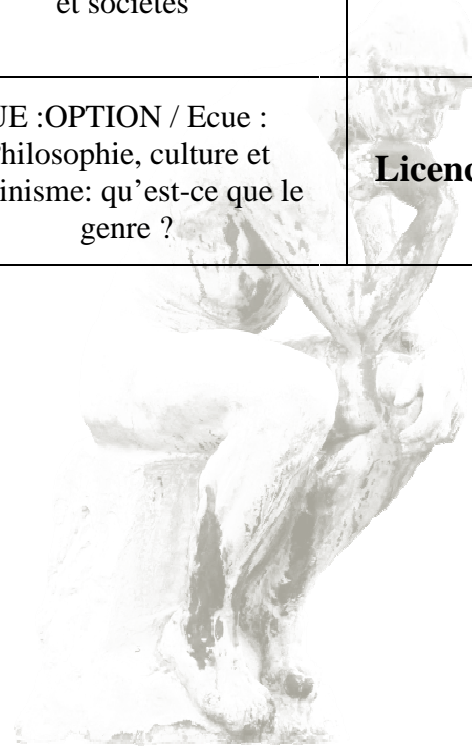 et sociétés
UE :OPTION / Ecue :
hilosophie, culture et
inisme: qu'est-ce que le
genre ?
Licenc